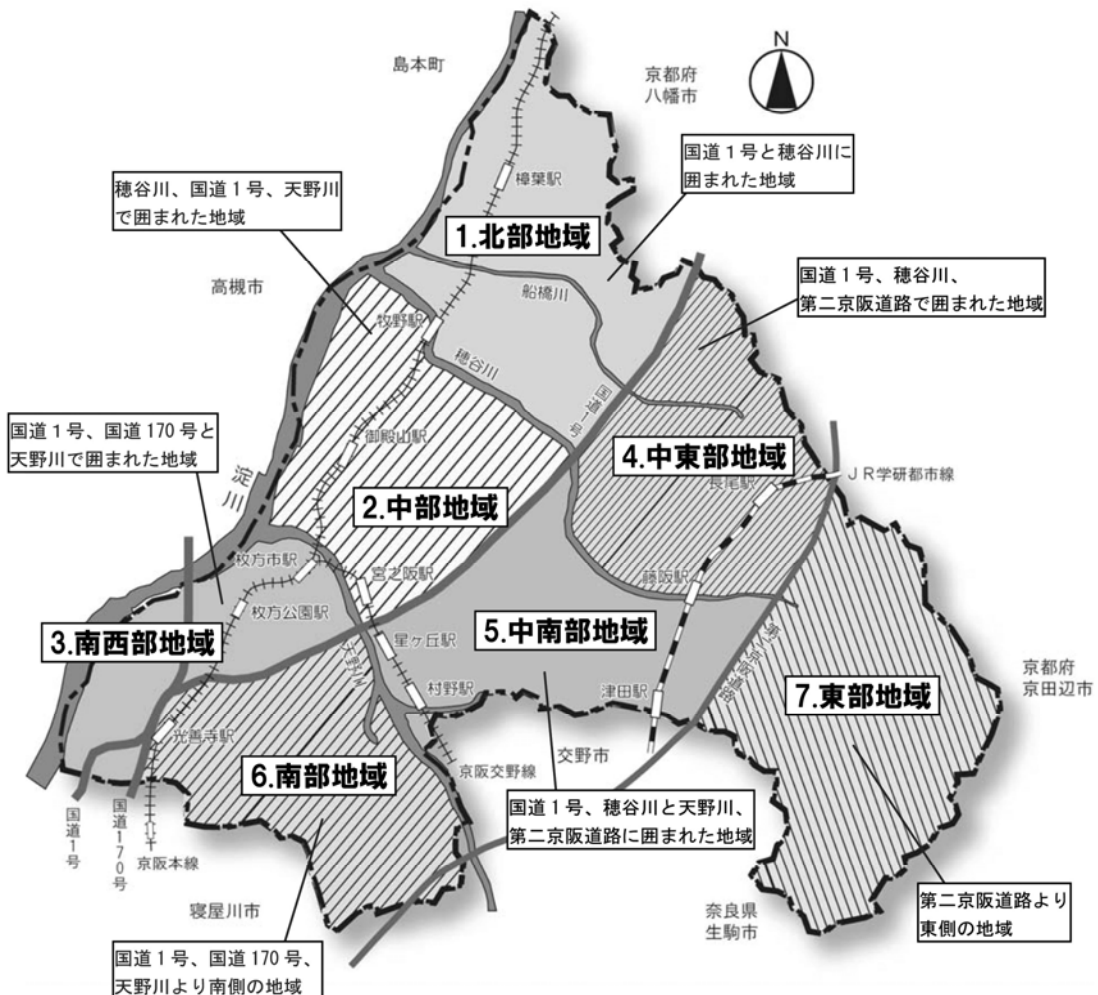 N
島本町
京都府
八幡市
国道1号と穂谷川に
囲まれた地域
樟葉駅
穂谷川、国道1号、天野川
で囲まれた地域
1.北部地域
高槻市
船橋川
国道1号、穂谷川、
第二京阪道路で囲まれた地域
牧野駅
穂谷川
国道1号
国道1号、国道170号と
天野川で囲まれた地域
御殿山駅
4.中東部地域
長尾駅
JR学研都市線
淀川
2.中部地域
枚方市駅
宮之阪駅
藤阪駅
枚方公園駅
3.南西部地域
星ヶ丘駅
5.中南部地域
天野川
第二京阪道路
京都府
京田辺市
村野駅
津田駅
7.東部地域
光善寺駅
6.南部地域
京阪交野線
交野市
国道1号、穂谷川と天野川、
第二京阪道路に囲まれた地域
国道1号
国道170号
京阪本線
寝屋川市
奈良県
生駒市
第二京阪道路より
東側の地域
国道1号、国道170号、
天野川より南側の地域